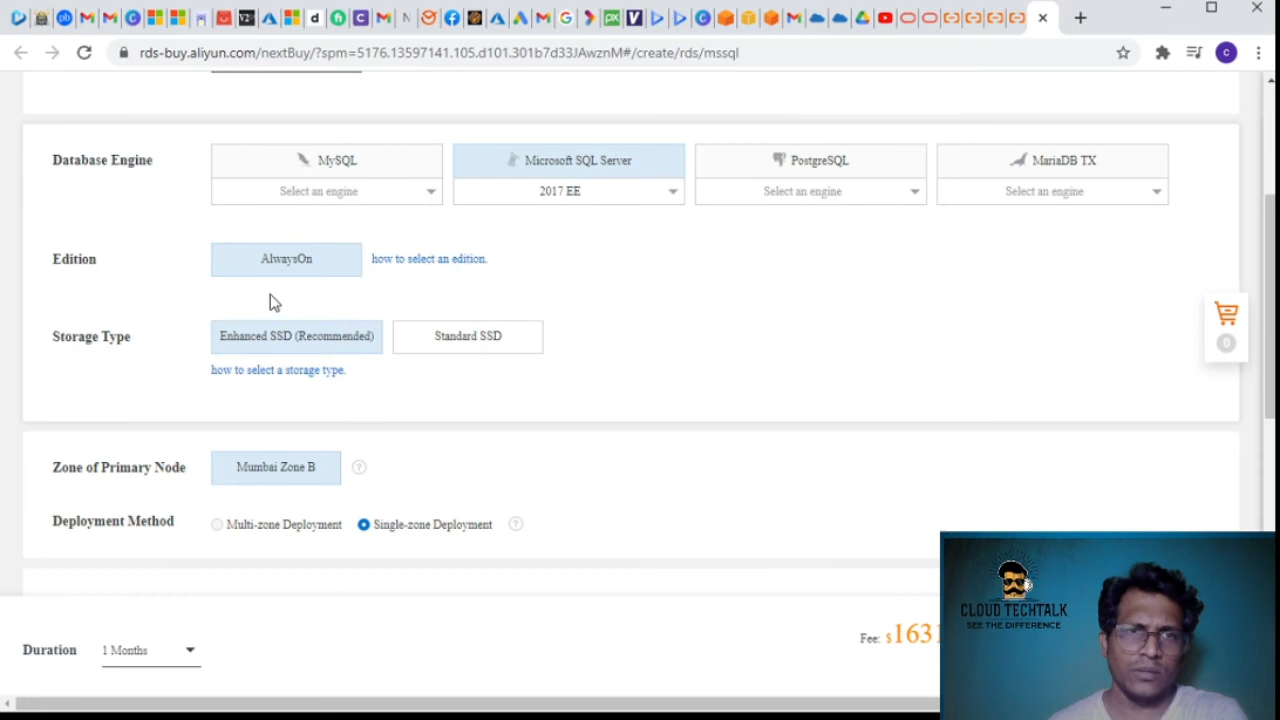 rds-buy.aliyun.com/nextBuy/?spm=5176.13597141.105.d101.301b7d33JAwznM#/create/rds/mssql
Database Engine
MySQL
Microsoft SQL Server
PostgreSQL
MariaDB TX
Select an engine
2017 EE
Select an engine
Select an engine
Edition
AlwaysOn
how to select an edition.
0
Storage Type
Enhanced SSD (Recommended)
Standard SSD
how to select a storage type.
Zone of Primary Node
Mumbai Zone B
?
Deployment Method
Multi-zone Deployment
Single-zone Deployment
?
CLOUD TECHTALK
SEE THE DIFFERENCE
Duration
1 Months
Fee: $1631